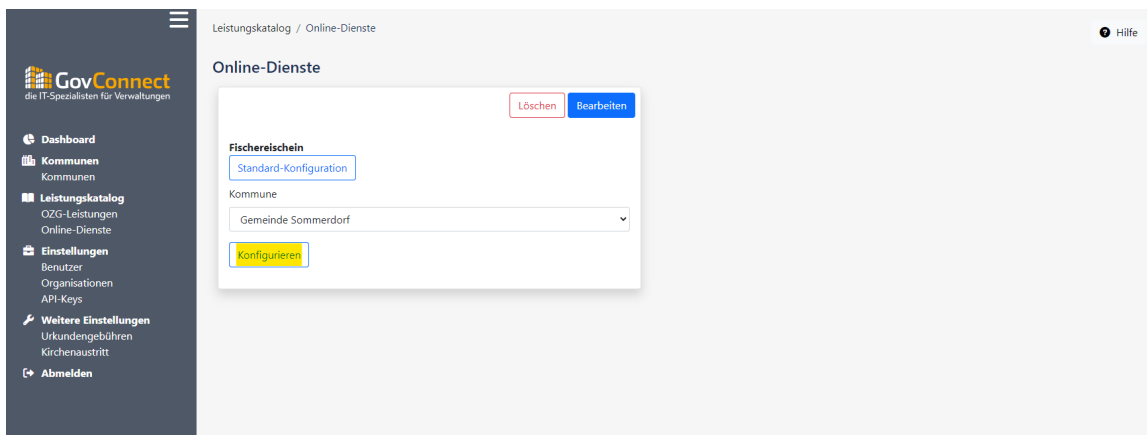 Leistungskatalog / Online-Dienste
Hilfe
GovConnect
die IT-Spezialisten für Verwaltungen
Dashboard
Kommunen
Kommunen
Leistungskatalog
OZG-Leistungen
Online-Dienste
Einstellungen
Benutzer
Organisationen
API-Keys
Weitere Einstellungen
Urkundengebühren
Kirchenaustritt
Abmelden
Online-Dienste
Löschen Bearbeiten
Fischereischein
Standard-Konfiguration
Kommune
Gemeinde Sommerdorf
Konfigurieren